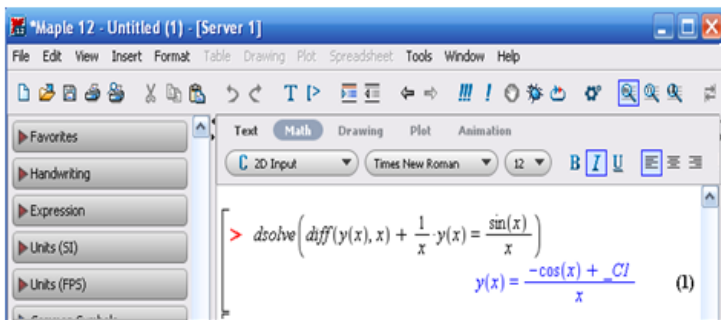 *Maple 12 - Untitled (1) - [Server 1]
File Edit View Insert Format Table Drawing Plot Spreadsheet Tools Window Help
Favorites
Handwriting
Expression
Units (SI)
Units (FPS)
Text Math Drawing Plot Animation
C 2D Input Times New Roman 12 B I U
> dsolve(diff(y(x), x) + 1/x · y(x) = sin(x)/x)
y(x) = (-cos(x) + _C1)/x (1)